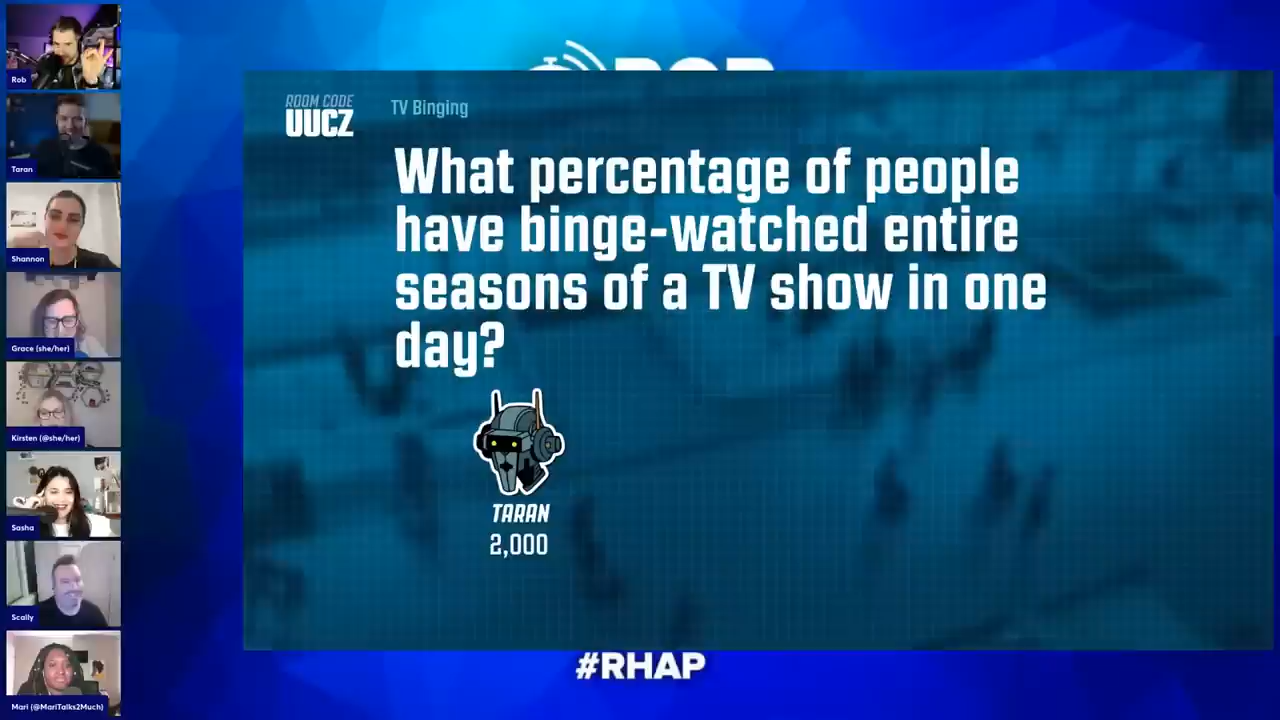 Rob
Taran
Shannon
Grace (she/her)
Kirsten (@she/her)
Sasha
Scally
Mari (@MariTalks2Much)
ROOM CODE
UUCZ
TV Binging
What percentage of people
have binge-watched entire
seasons of a TV show in one
day?
TARAN
2,000
#RHAP